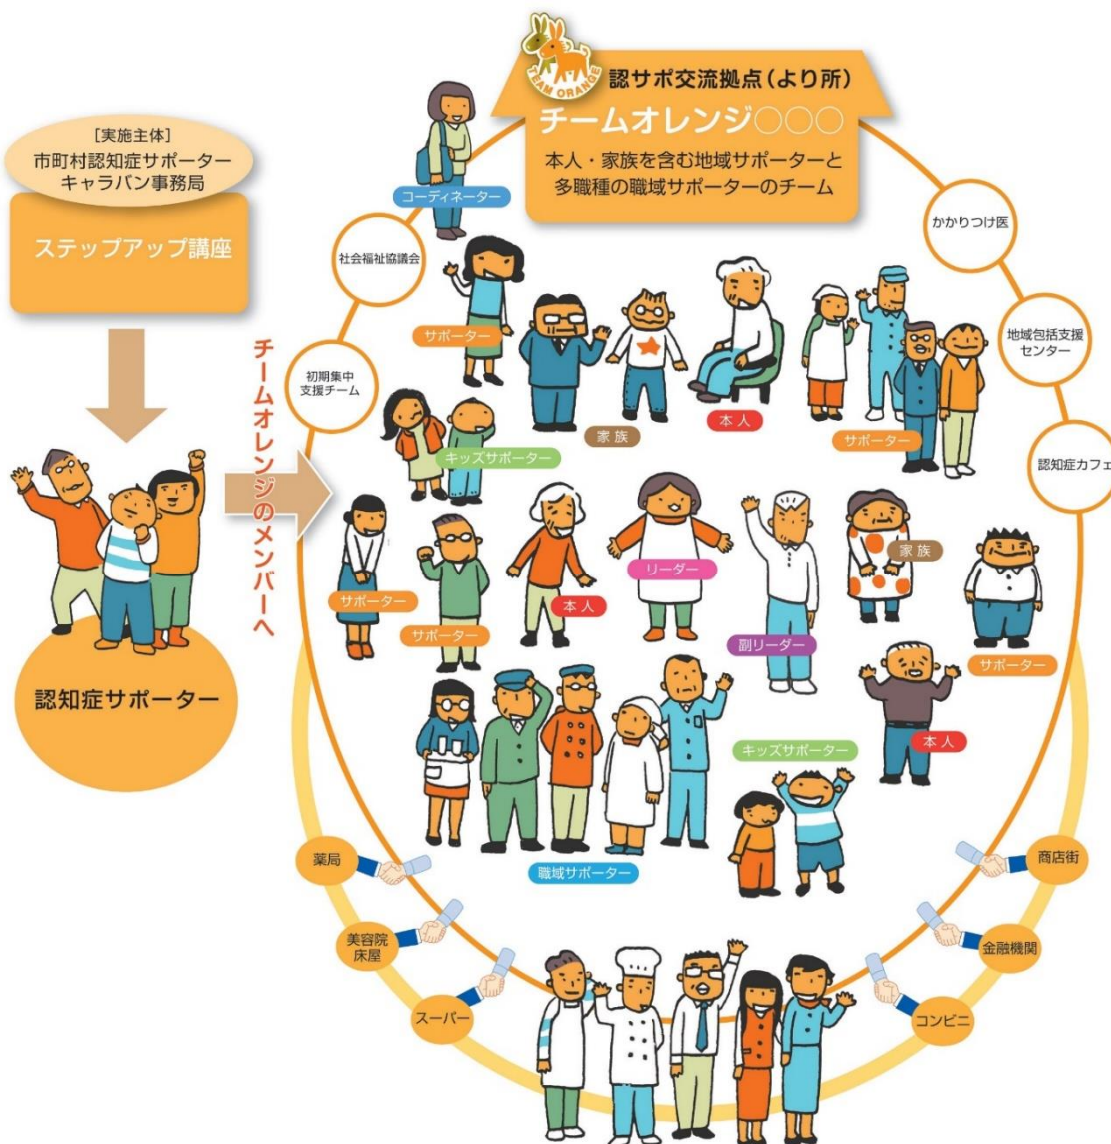 TEAM ORANGE
認サポ交流拠点（より所）
チームオレンジ○○○
本人・家族を含む地域サポーターと
多職種の職域サポーターのチーム
［実施主体］
市町村認知症サポーター
キャラバン事務局
ステップアップ講座
チームオレンジのメンバーへ
認知症サポーター
コーディネーター
社会福祉協議会
初期集中
支援チーム
かかりつけ医
地域包括支援
センター
認知症カフェ
サポーター
家族
本人
サポーター
キッズサポーター
サポーター
サポーター
本人
リーダー
副リーダー
家族
サポーター
本人
キッズサポーター
職域サポーター
薬局
美容院
床屋
スーパー
商店街
金融機関
コンビニ